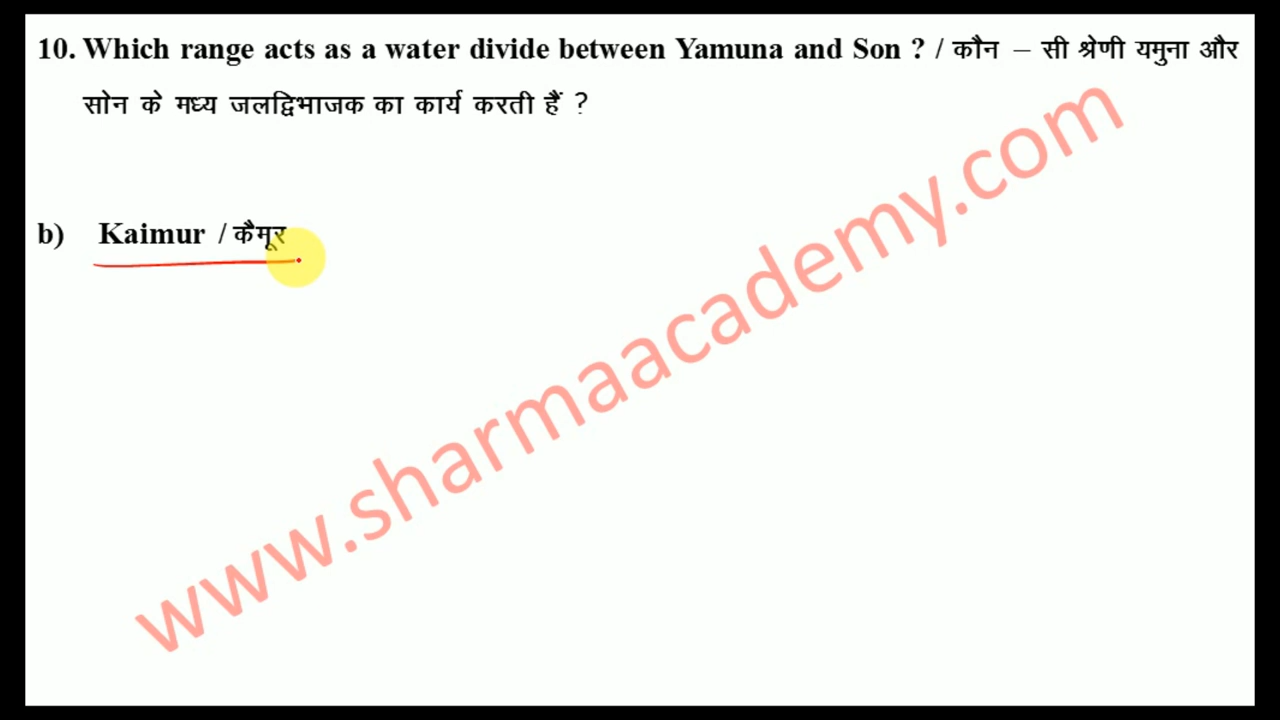 10. Which range acts as a water divide between Yamuna and Son ? / कौन – सी श्रेणी यमुना और
सोन के मध्य जलद्विभाजक का कार्य करती हैं ?
b) Kaimur / कैमूर
www.sharmaacademy.com